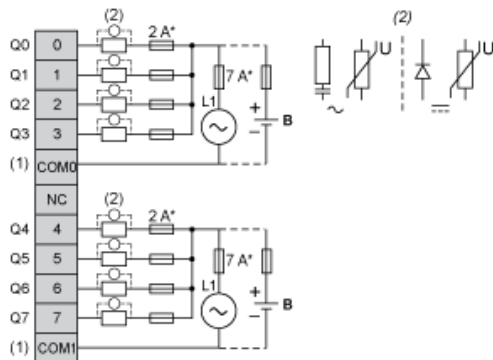 (2) 2 A* (2)
Q0 0
Q1 1 7 A* U U
Q2 2 L1 + B
Q3 3 ~ − ~
(1) COM0
NC
(2) 2 A*
Q4 4
Q5 5 7 A*
Q6 6 L1 + B
Q7 7 ~ −
(1) COM1